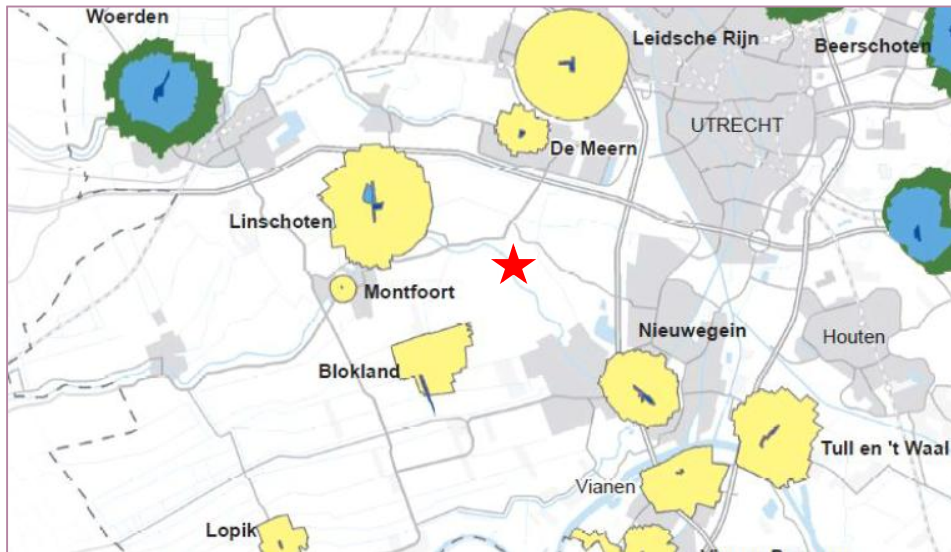 Woerden
Leidsche Rijn
Beerschoten
UTRECHT
De Meern
Linschoten
Montfoort
Nieuwegein
Houten
Blokland
Tull en 't Waal
Vianen
Lopik